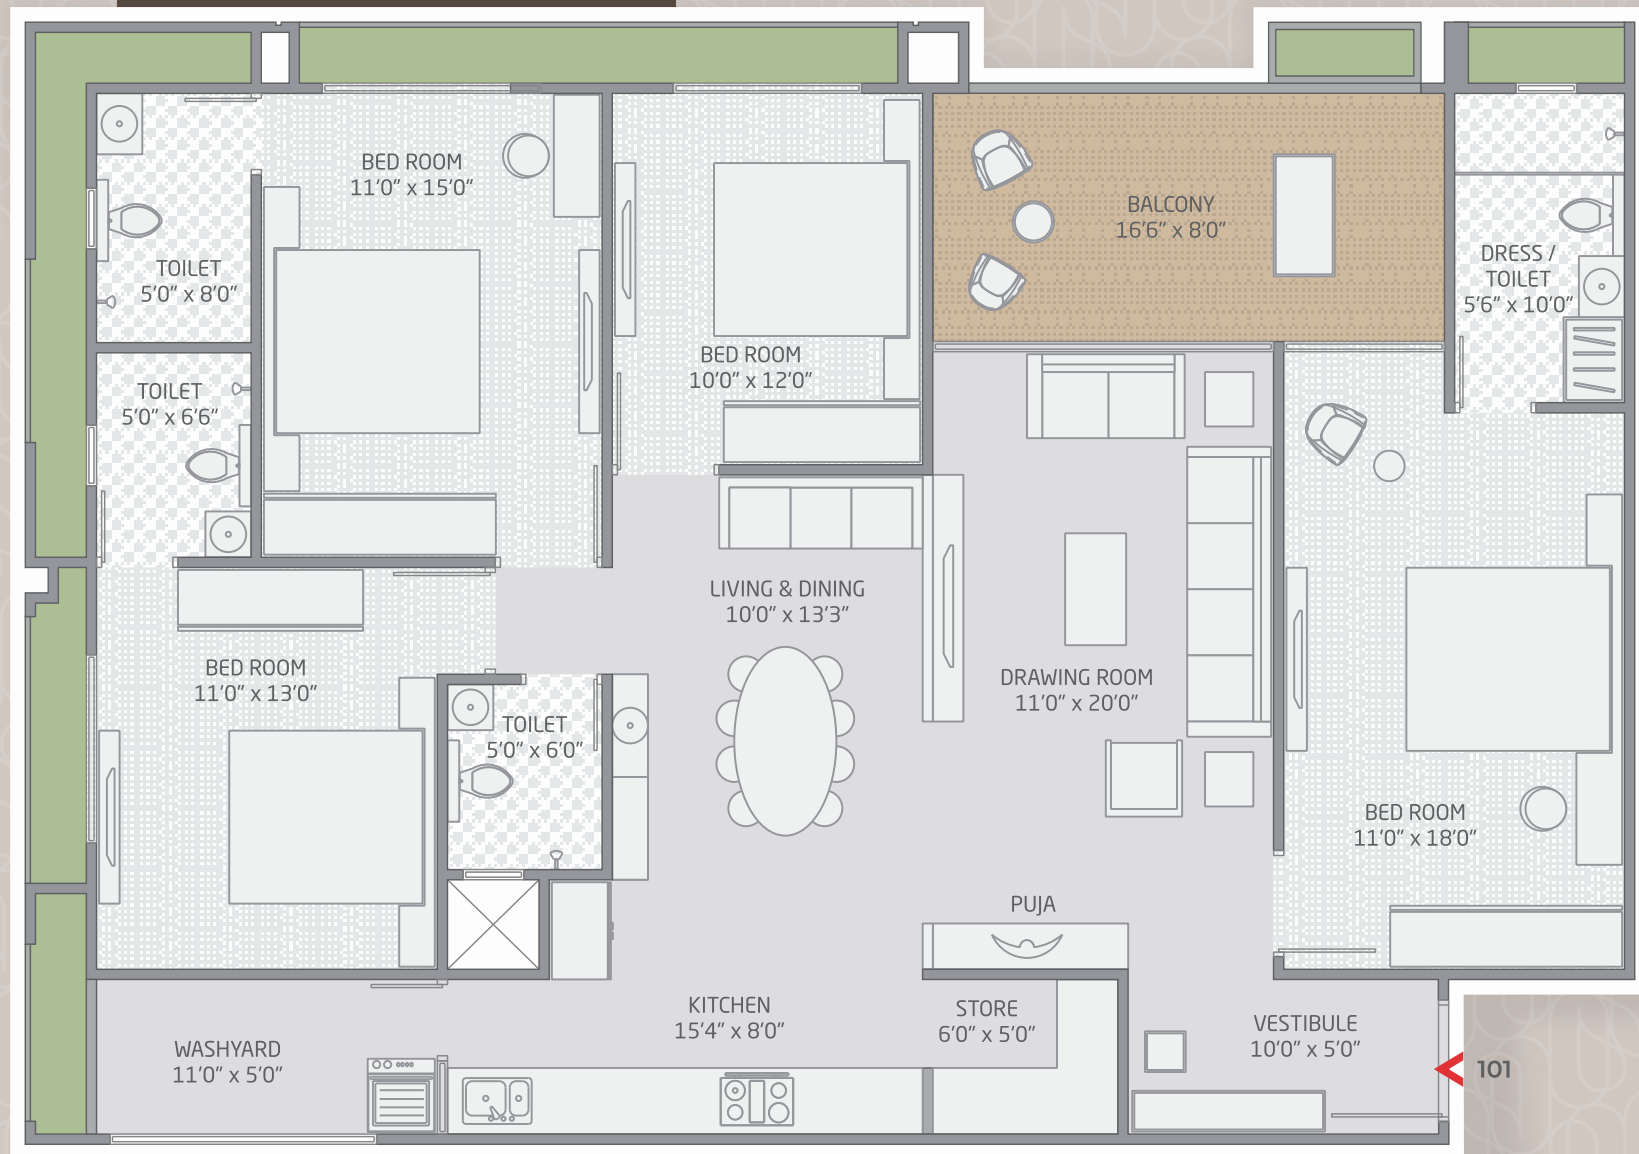 BED ROOM
11'0” x 15'0”
BALCONY
16'6” x 8'0”
DRESS /
TOILET
5'6” x 10'0”
TOILET
5'0” x 8'0”
BED ROOM
10'0” x 12'0”
TOILET
5'0” x 6'6”
LIVING & DINING
10'0” x 13'3”
BED ROOM
11'0” x 13'0”
DRAWING ROOM
11'0” x 20'0”
TOILET
5'0” x 6'0”
BED ROOM
11'0” x 18'0”
PUJA
KITCHEN
15'4” x 8'0”
STORE
6'0” x 5'0”
VESTIBULE
10'0” x 5'0”
WASHYARD
11'0” x 5'0”
101